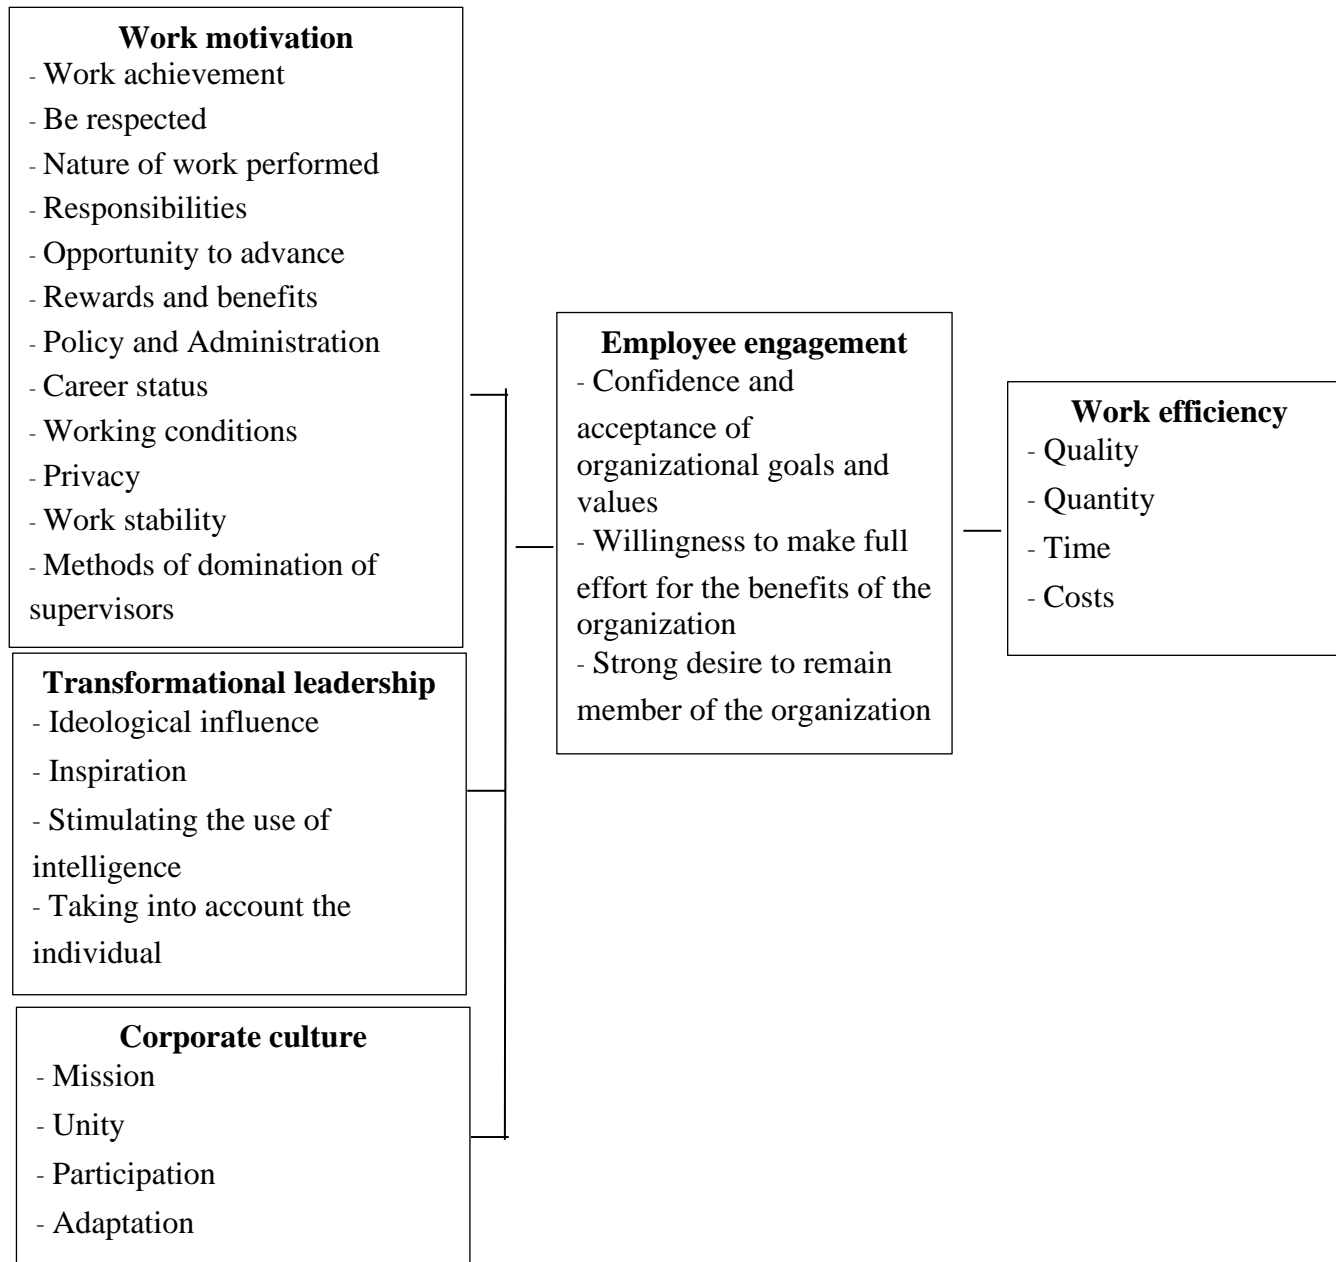 Work motivation
- Work achievement
- Be respected
- Nature of work performed
- Responsibilities
- Opportunity to advance
- Rewards and benefits
- Policy and Administration
- Career status
- Working conditions
- Privacy
- Work stability
- Methods of domination of
supervisors
Transformational leadership
- Ideological influence
- Inspiration
- Stimulating the use of
intelligence
- Taking into account the
individual
Corporate culture
- Mission
- Unity
- Participation
- Adaptation
Employee engagement
- Confidence and
acceptance of
organizational goals and
values
- Willingness to make full
effort for the benefits of the
organization
- Strong desire to remain
member of the organization
Work efficiency
- Quality
- Quantity
- Time
- Costs